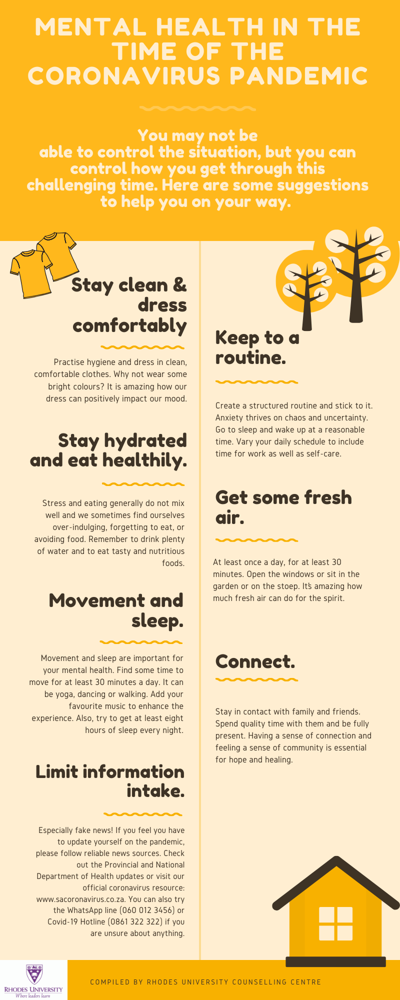 MENTAL HEALTH IN THE
TIME OF THE
CORONAVIRUS PANDEMIC
You may not be
able to control the situation, but you can
control how you get through this
challenging time. Here are some suggestions
to help you on your way.
Stay clean &
dress
comfortably
Practise hygiene and dress in clean,
comfortable clothes. Why not wear some
bright colours? It is amazing how our
dress can positively impact our mood.
Stay hydrated
and eat healthily.
Stress and eating generally do not mix
well and we sometimes find ourselves
over-indulging, forgetting to eat, or
avoiding food. Remember to drink plenty
of water and to eat tasty and nutritious
foods.
Movement and
sleep.
Movement and sleep are important for
your mental health. Find some time to
move for at least 30 minutes a day. It can
be yoga, dancing or walking. Add your
favourite music to enhance the
experience. Also, try to get at least eight
hours of sleep every night.
Limit information
intake.
Especially fake news! If you feel you have
to update yourself on the pandemic,
please follow reliable news sources. Check
out the Provincial and National
Department of Health updates or visit our
official coronavirus resource:
www.sacoronavirus.co.za. You can also try
the WhatsApp line (060 012 3456) or
Covid-19 Hotline (0861 322 322) if you
are unsure about anything.
Keep to a
routine.
Create a structured routine and stick to it.
Anxiety thrives on chaos and uncertainty.
Go to sleep and wake up at a reasonable
time. Vary your daily schedule to include
time for work as well as self-care.
Get some fresh
air.
At least once a day, for at least 30
minutes. Open the windows or sit in the
garden or on the stoep. It's amazing how
much fresh air can do for the spirit.
Connect.
Stay in contact with family and friends.
Spend quality time with them and be fully
present. Having a sense of connection and
feeling a sense of community is essential
for hope and healing.
RHODES UNIVERSITY
Where leaders learn
COMPILED BY RHODES UNIVERSITY COUNSELLING CENTRE